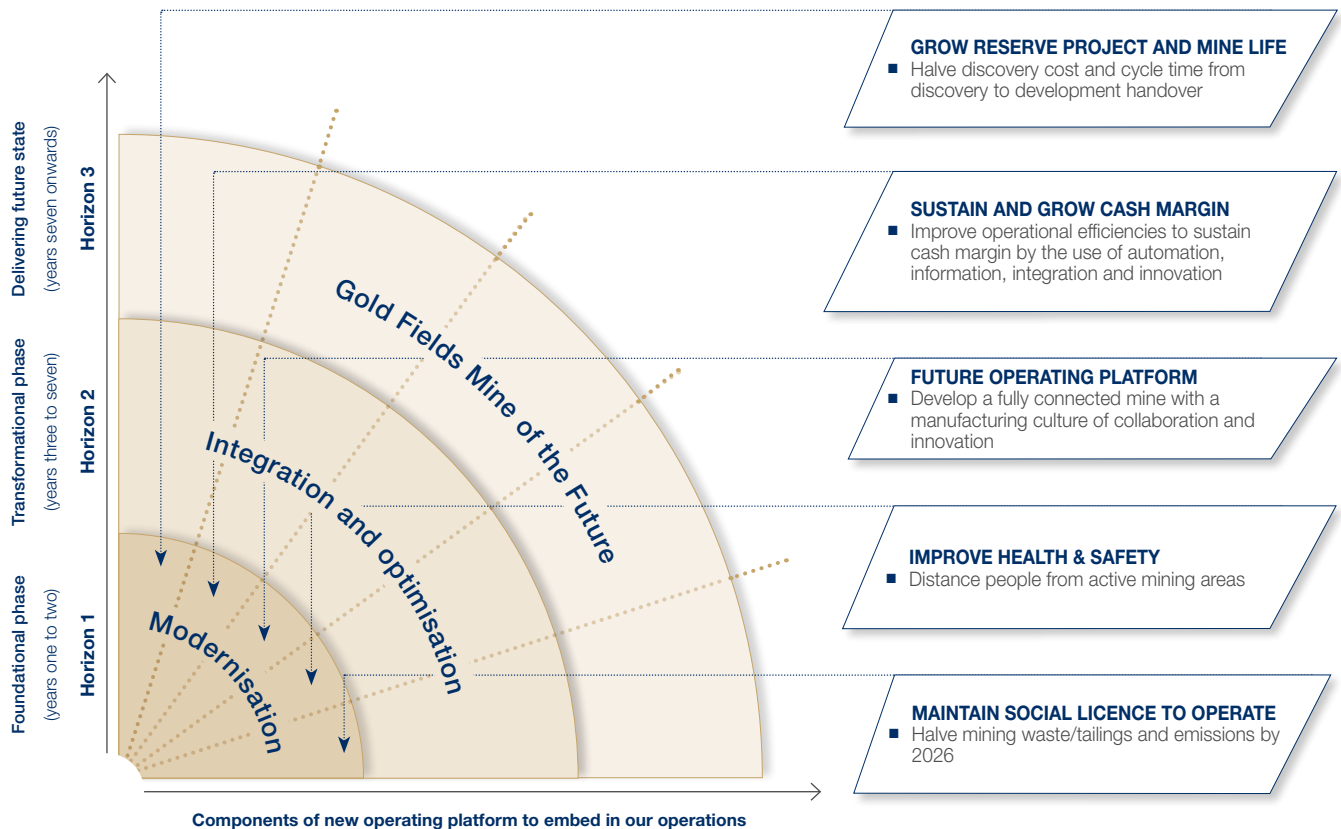 Delivering future state
(years seven onwards)
Horizon 3
Transformational phase
(years three to seven)
Horizon 2
Foundational phase
(years one to two)
Horizon 1
Gold Fields Mine of the Future
Integration and optimisation
Modernisation
Components of new operating platform to embed in our operations
GROW RESERVE PROJECT AND MINE LIFE
■ Halve discovery cost and cycle time from
discovery to development handover
SUSTAIN AND GROW CASH MARGIN
■ Improve operational efficiencies to sustain
cash margin by the use of automation,
information, integration and innovation
FUTURE OPERATING PLATFORM
■ Develop a fully connected mine with a
manufacturing culture of collaboration and
innovation
IMPROVE HEALTH & SAFETY
■ Distance people from active mining areas
MAINTAIN SOCIAL LICENCE TO OPERATE
■ Halve mining waste/tailings and emissions by
2026